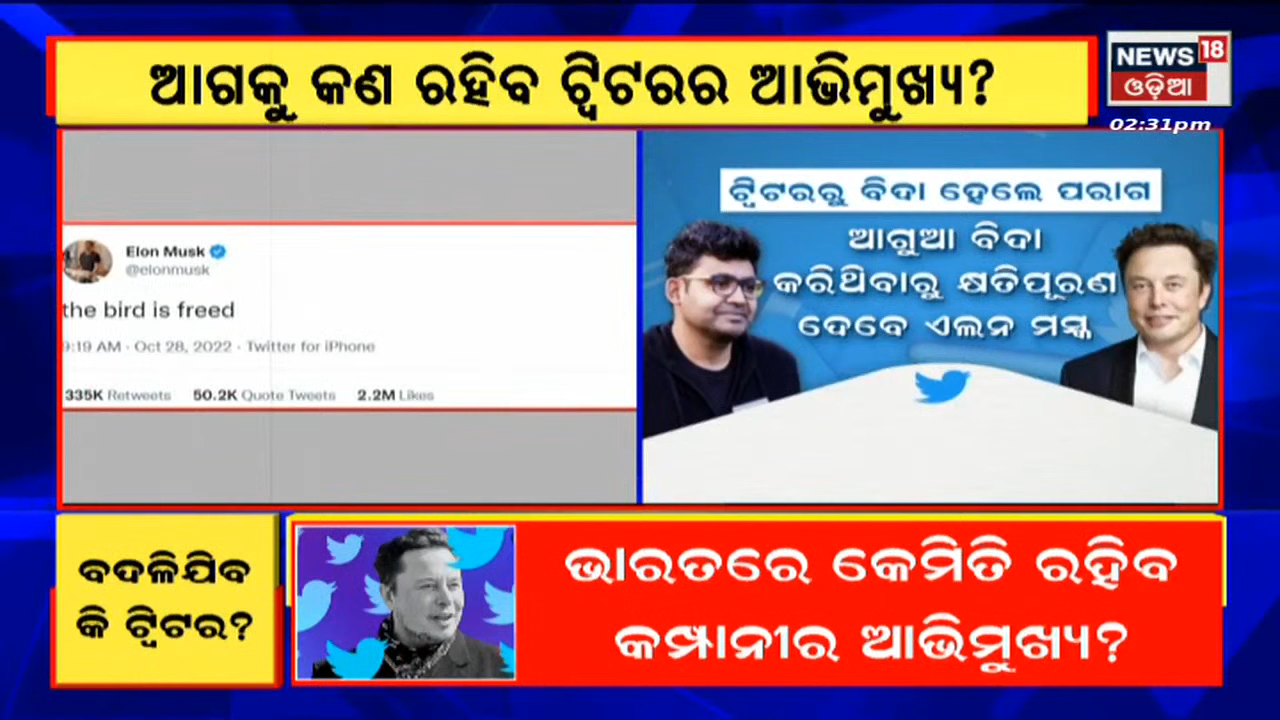 ଆଗକୁ କଣ ରହିବ ଟ୍ୱିଟରର ଆଭିମୁଖ୍ୟ?
NEWS 18
ଓଡ଼ିଆ
02:31pm
Elon Musk
@elonmusk
the bird is freed
9:19 AM · Oct 28, 2022 · Twitter for iPhone
335K Retweets 50.2K Quote Tweets 2.2M Likes
ଟ୍ୱିଟରରୁ ବିଦା ହେଲେ ପରାଗ
ଆଗୁଆ ବିଦା
କରିଥିବାରୁ କ୍ଷତିପୂରଣ
ଦେବେ ଏଲନ ମସ୍କ
ବଦଳିଯିବ
କି ଟ୍ୱିଟର?
ଭାରତରେ କେମିତି ରହିବ
କମ୍ପାନୀର ଆଭିମୁଖ୍ୟ?